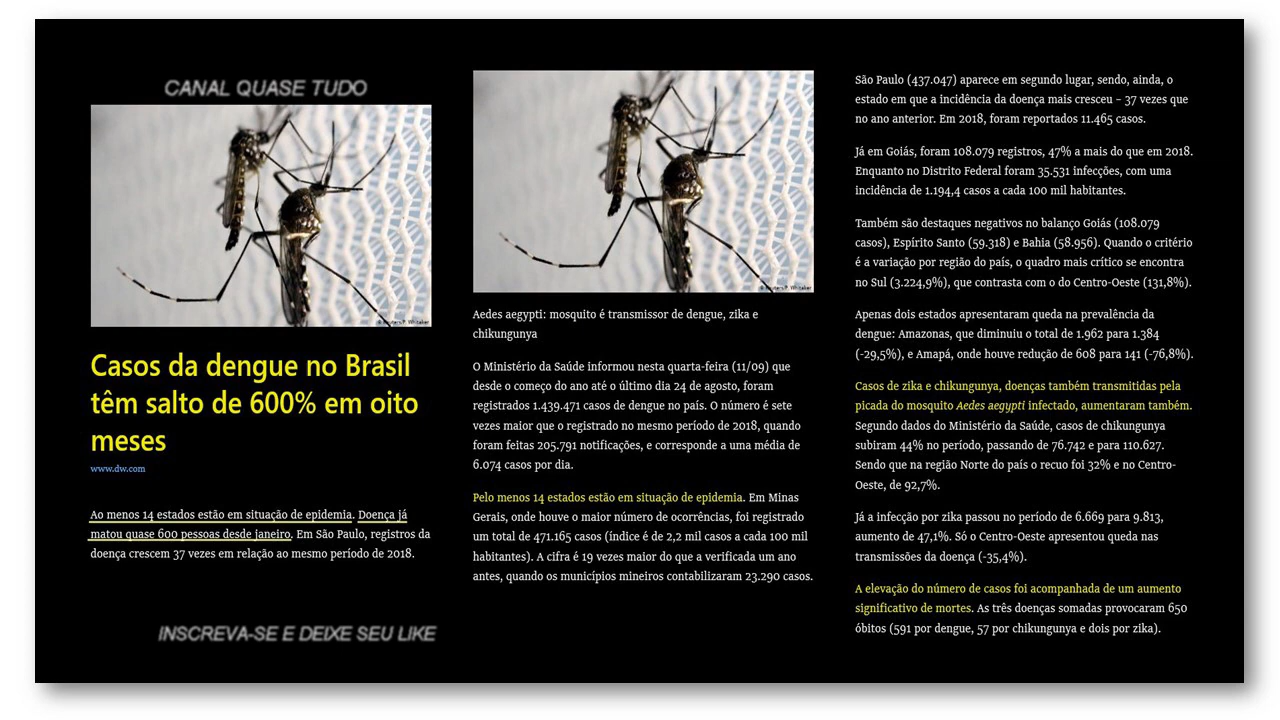 CANAL QUASE TUDO
© Reuters P. Whitaker
Casos da dengue no Brasil
têm salto de 600% em oito
meses
www.dw.com
Ao menos 14 estados estão em situação de epidemia. Doença já
matou quase 600 pessoas desde janeiro. Em São Paulo, registros da
doença crescem 37 vezes em relação ao mesmo período de 2018.
INSCREVA-SE E DEIXE SEU LIKE
© Reuters P. Whitaker
Aedes aegypti: mosquito é transmissor de dengue, zika e
chikungunya
O Ministério da Saúde informou nesta quarta-feira (11/09) que
desde o começo do ano até o último dia 24 de agosto, foram
registrados 1.439.471 casos de dengue no país. O número é sete
vezes maior que o registrado no mesmo período de 2018, quando
foram feitas 205.791 notificações, e corresponde a uma média de
6.074 casos por dia.
Pelo menos 14 estados estão em situação de epidemia. Em Minas
Gerais, onde houve o maior número de ocorrências, foi registrado
um total de 471.165 casos (índice é de 2,2 mil casos a cada 100 mil
habitantes). A cifra é 19 vezes maior do que a verificada um ano
antes, quando os municípios mineiros contabilizaram 23.290 casos.
São Paulo (437.047) aparece em segundo lugar, sendo, ainda, o
estado em que a incidência da doença mais cresceu – 37 vezes que
no ano anterior. Em 2018, foram reportados 11.465 casos.
Já em Goiás, foram 108.079 registros, 47% a mais do que em 2018.
Enquanto no Distrito Federal foram 35.531 infecções, com uma
incidência de 1.194,4 casos a cada 100 mil habitantes.
Também são destaques negativos no balanço Goiás (108.079
casos), Espírito Santo (59.318) e Bahia (58.956). Quando o critério
é a variação por região do país, o quadro mais crítico se encontra
no Sul (3.224,9%), que contrasta com o do Centro-Oeste (131,8%).
Apenas dois estados apresentaram queda na prevalência da
dengue: Amazonas, que diminuiu o total de 1.962 para 1.384
(-29,5%), e Amapá, onde houve redução de 608 para 141 (-76,8%).
Casos de zika e chikungunya, doenças também transmitidas pela
picada do mosquito Aedes aegypti infectado, aumentaram também.
Segundo dados do Ministério da Saúde, casos de chikungunya
subiram 44% no período, passando de 76.742 e para 110.627.
Sendo que na região Norte do país o recuo foi 32% e no Centro-
Oeste, de 92,7%.
Já a infecção por zika passou no período de 6.669 para 9.813,
aumento de 47,1%. Só o Centro-Oeste apresentou queda nas
transmissões da doença (-35,4%).
A elevação do número de casos foi acompanhada de um aumento
significativo de mortes. As três doenças somadas provocaram 650
óbitos (591 por dengue, 57 por chikungunya e dois por zika).